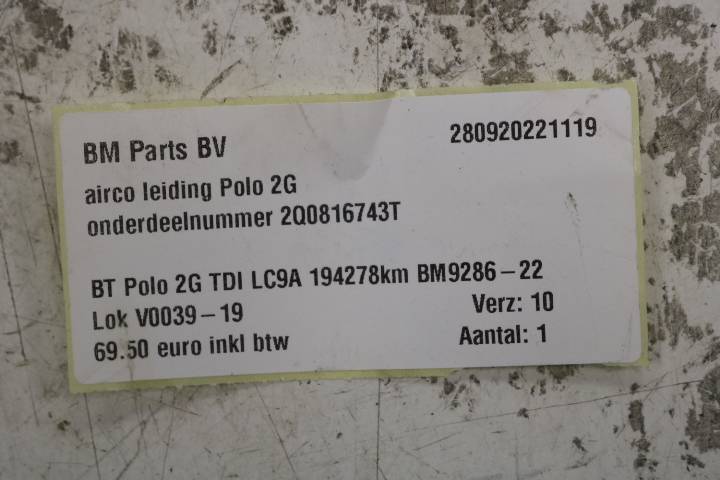 BM Parts BV 280920221119
airco leiding Polo 2G
onderdeelnummer 2Q0816743T
BT Polo 2G TDI LC9A 194278km BM9286-22
Lok V0039-19 Verz: 10
69.50 euro inkl btw Aantal: 1